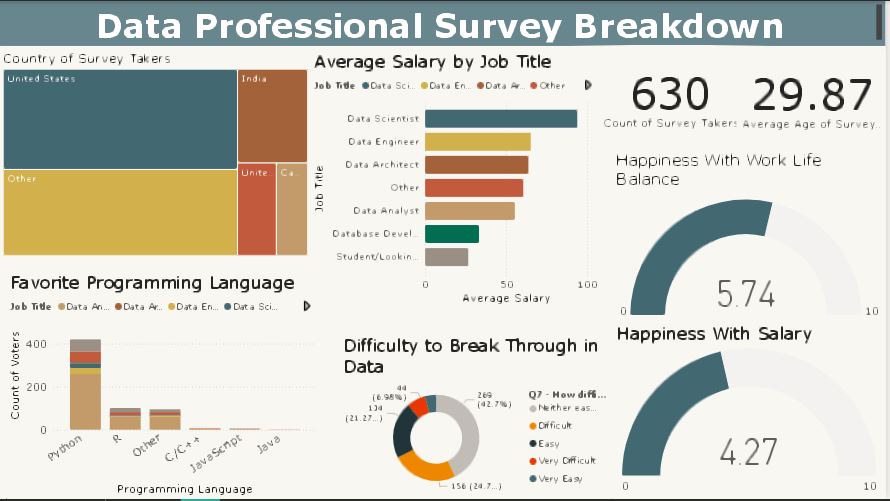 Data Professional Survey Breakdown
Country of Survey Takers
United States
India
Other
Unite..
Ca..
Average Salary by Job Title
Job Title Data Sci.. Data En.. Data Ar.. Other
Job Title
Data Scientist
Data Engineer
Data Architect
Other
Data Analyst
Database Devel..
Student/Lookin..
0 50 100
Average Salary
630
Count of Survey Takers
29.87
Average Age of Survey..
Happiness With Work Life
Balance
5.74
0 10
Happiness With Salary
4.27
0 10
Favorite Programming Language
Job Title Data An.. Data Ar.. Data En.. Data Sci..
Count of Voters
400
200
0
Python R Other C/C++ JavaScript Java
Programming Language
Difficulty to Break Through in
Data
44
(6.98%)
(21.27...)
269
(42.7%)
156 (24.7...)
Q7 - How diff...
Neither eas...
Difficult
Easy
Very Difficult
Very Easy